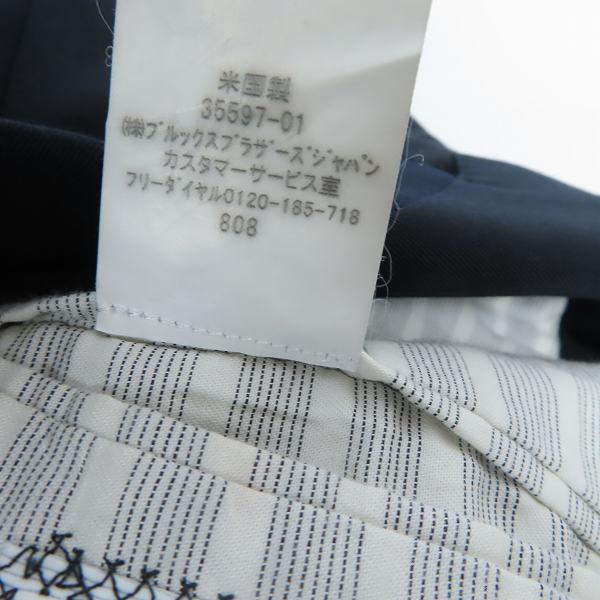 米国製
35597-01
㈱ブルックスブラザーズジャパン
カスタマーサービス室
フリーダイヤル0120-185-718
808